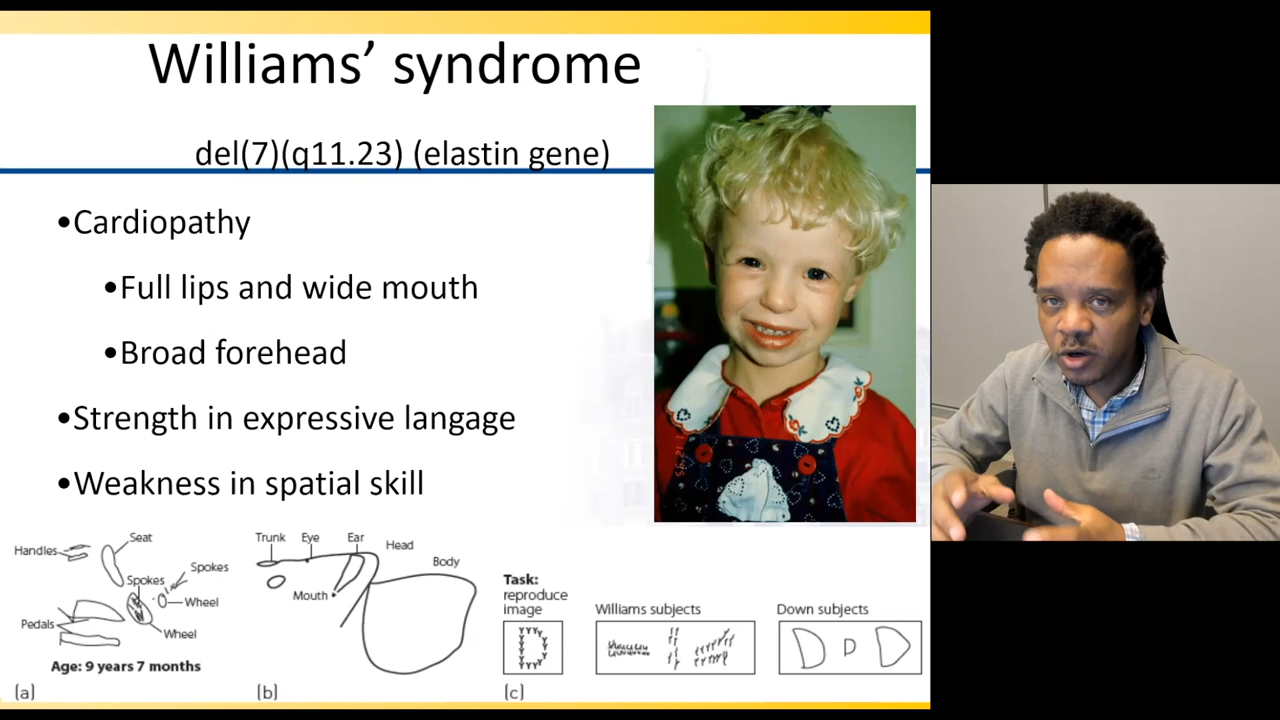 Williams’ syndrome
del(7)(q11.23) (elastin gene)
•Cardiopathy
•Full lips and wide mouth
•Broad forehead
•Strength in expressive langage
•Weakness in spatial skill
Handles
Seat
Spokes
Spokes
Wheel
Pedals
Wheel
Age: 9 years 7 months
(a)
Trunk
Eye
Ear
Head
Body
Mouth
(b)
Task:
reproduce
image
Williams subjects
Down subjects
(c)